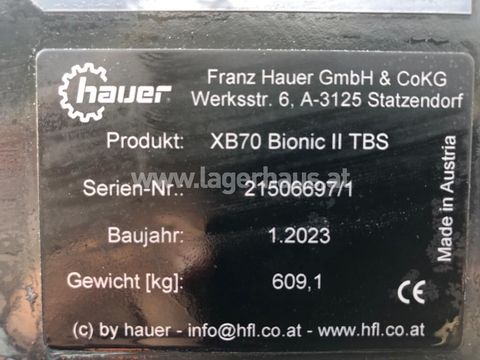 hauer
Franz Hauer GmbH & CoKG
Werksstr. 6, A-3125 Statzendorf
Produkt: XB70 Bionic II TBS
www.lagerhaus.at
Serien-Nr.: 21506697/1
Baujahr: 1.2023
Gewicht [kg]: 609,1
Made in Austria
CE
(c) by hauer - info@hfl.co.at - www.hfl.co.at